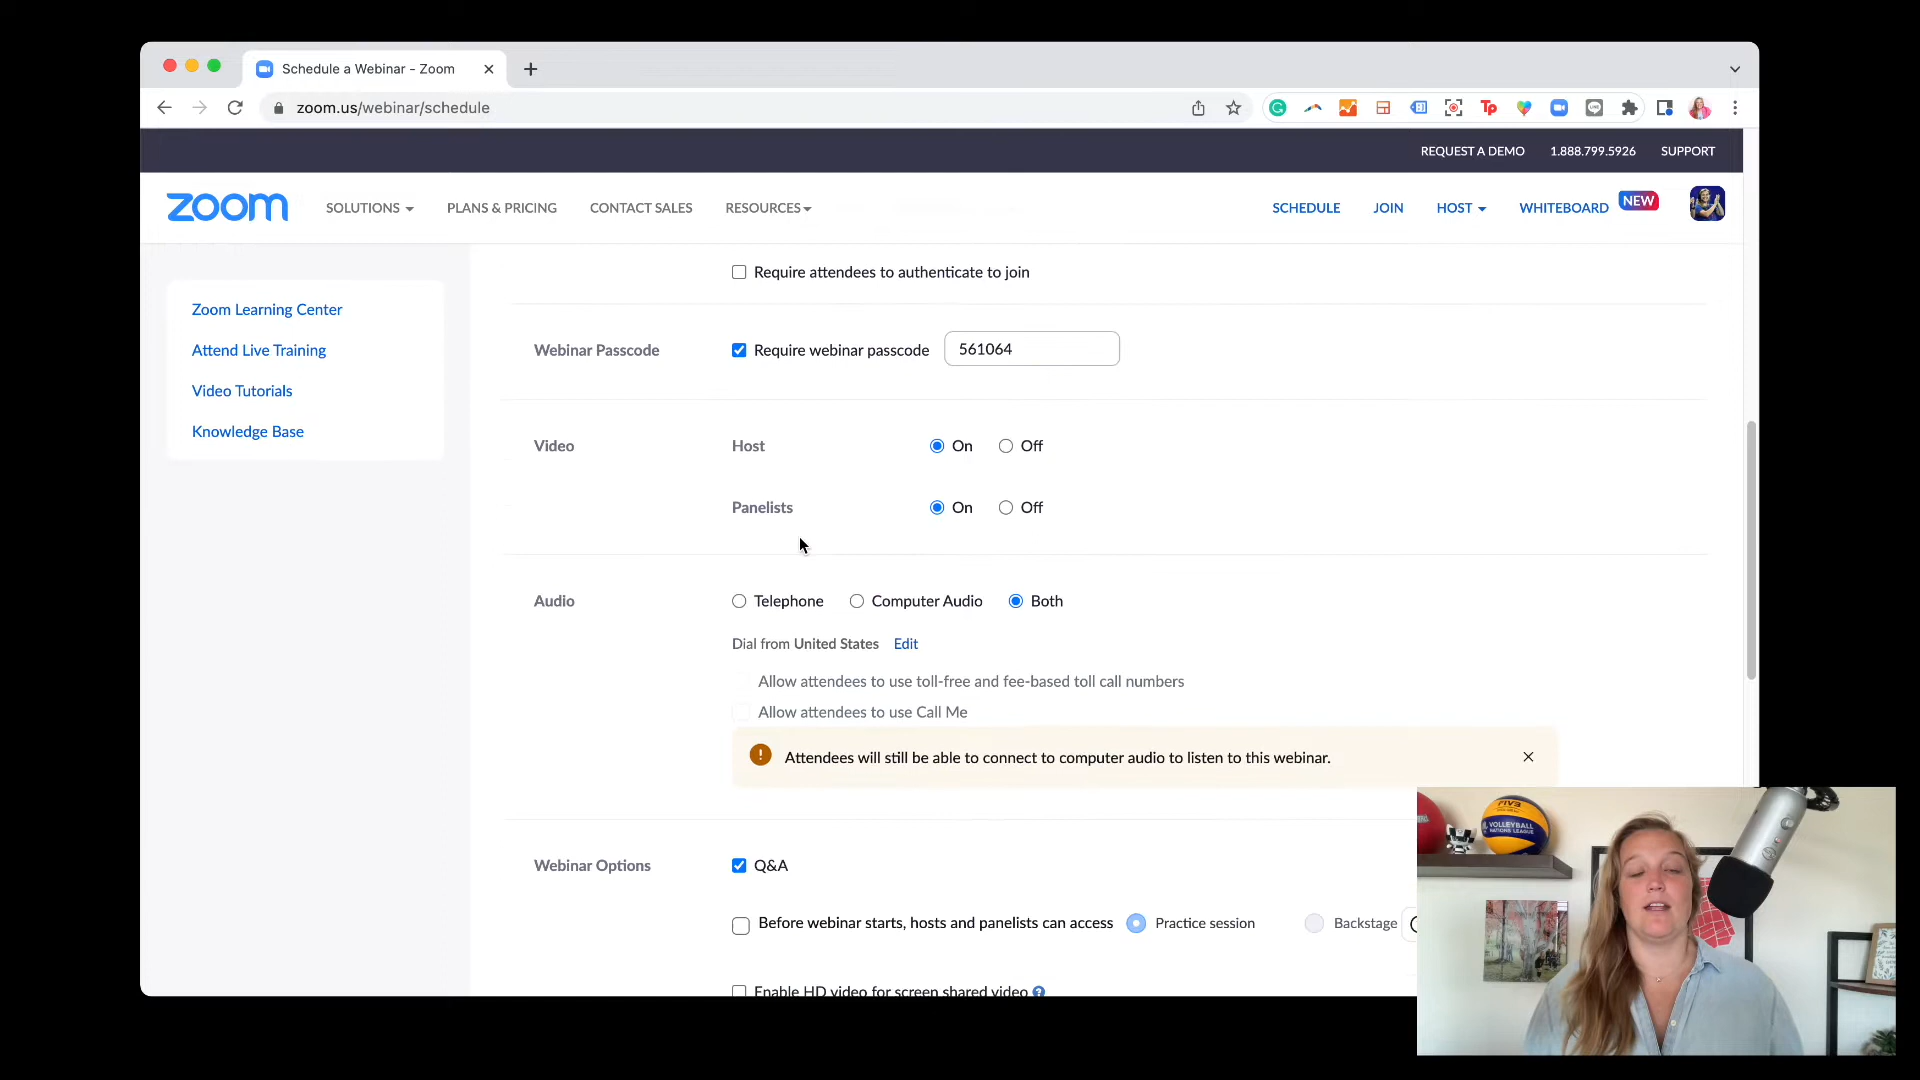 Schedule a Webinar - Zoom
zoom.us/webinar/schedule
Tp
REQUEST A DEMO 1.888.799.5926 SUPPORT
zoom SOLUTIONS PLANS & PRICING CONTACT SALES RESOURCES SCHEDULE JOIN HOST WHITEBOARD NEW
Zoom Learning Center
Attend Live Training
Video Tutorials
Knowledge Base
Require attendees to authenticate to join
Webinar Passcode Require webinar passcode 561064
Video Host On Off
Panelists On Off
Audio Telephone Computer Audio Both
Dial from United States Edit
Allow attendees to use toll-free and fee-based toll call numbers
Allow attendees to use Call Me
! Attendees will still be able to connect to computer audio to listen to this webinar.
Webinar Options Q&A
Before webinar starts, hosts and panelists can access Practice session Backstage
Enable HD video for screen shared video ?
FIVB
VOLLEYBALL
NATIONS LEAGUE